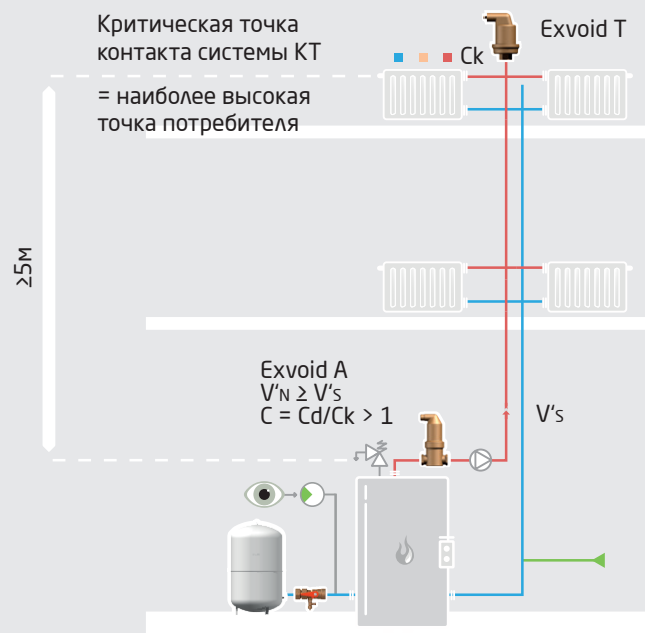 Критическая точка
контакта системы КТ
= наиболее высокая
точка потребителя
Exvoid T
Ck
≥5м
Exvoid A
V'N ≥ V's
C = Cd/Ck > 1
V's